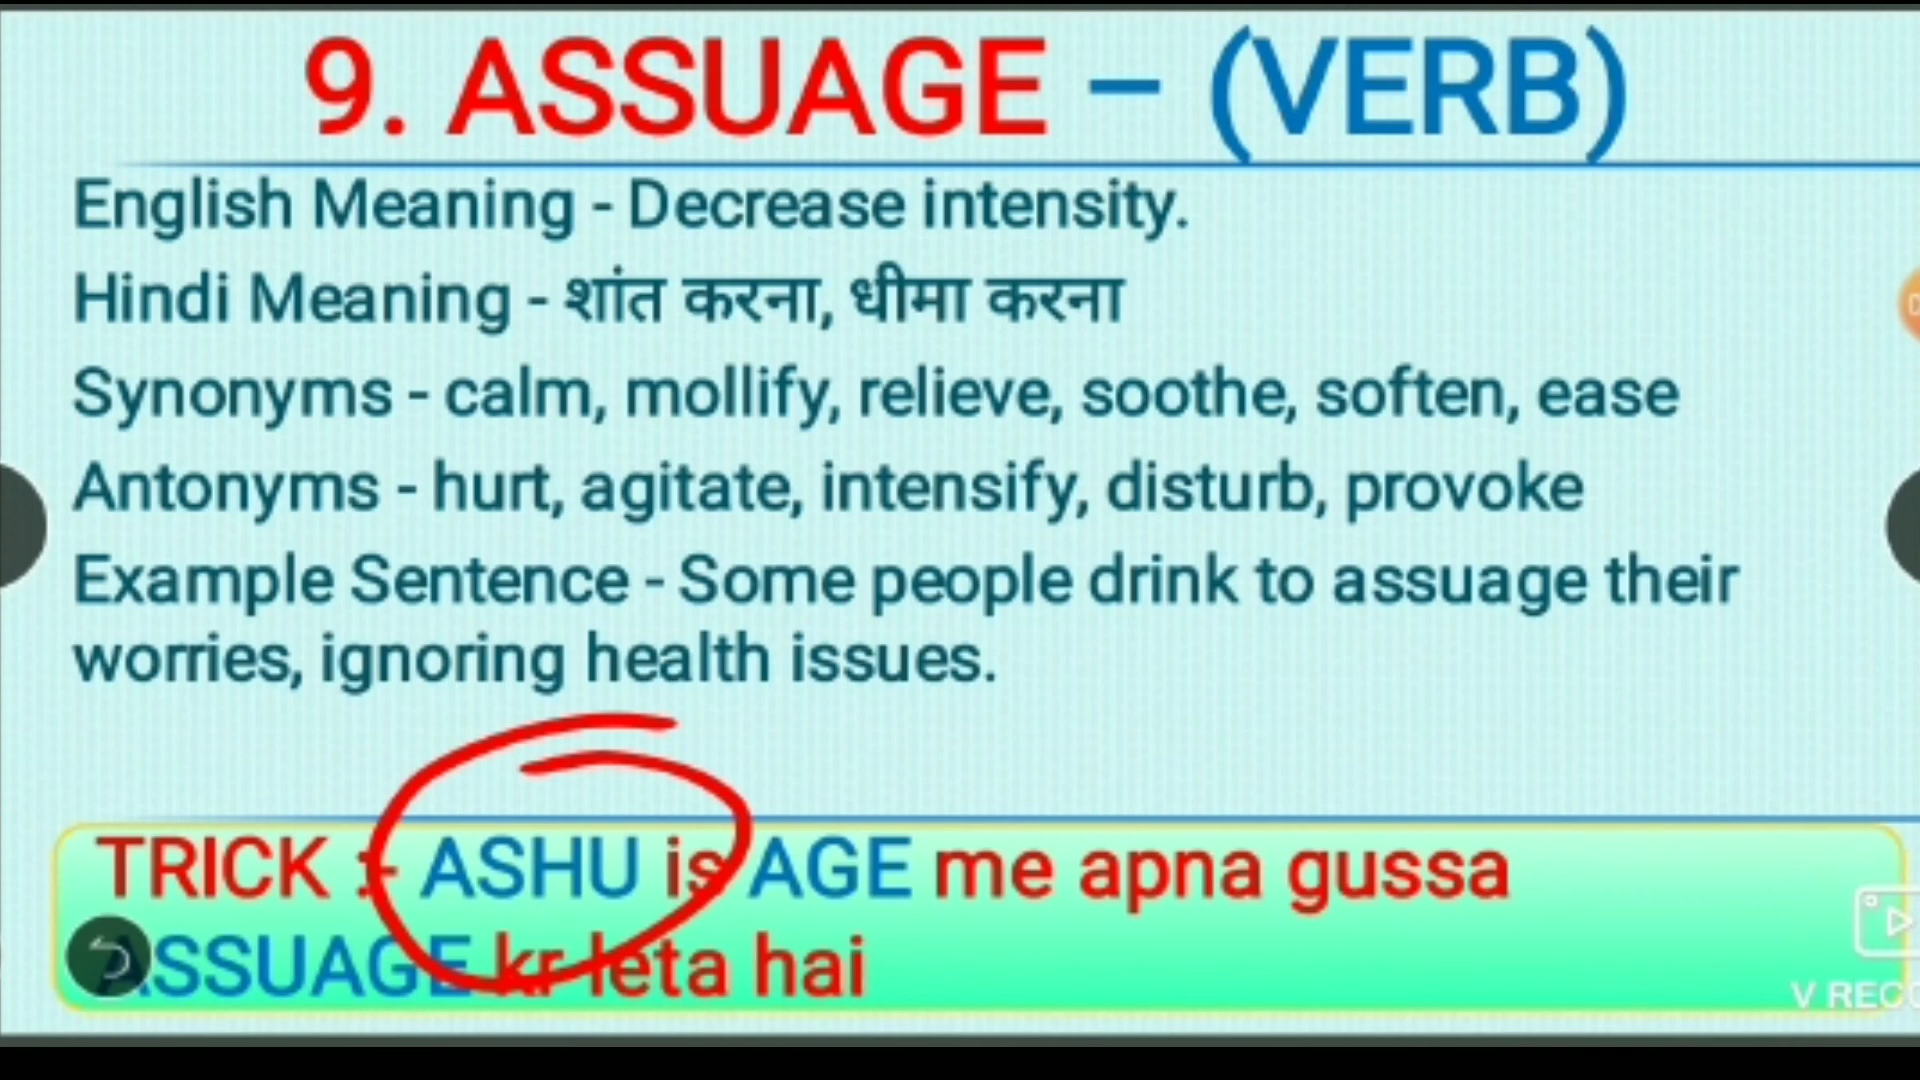 9. ASSUAGE – (VERB)
English Meaning - Decrease intensity.
Hindi Meaning - शांत करना, धीमा करना
Synonyms - calm, mollify, relieve, soothe, soften, ease
Antonyms - hurt, agitate, intensify, disturb, provoke
Example Sentence - Some people drink to assuage their
worries, ignoring health issues.
TRICK :- ASHU is AGE me apna gussa
ASSUAGE kr leta hai
V REC